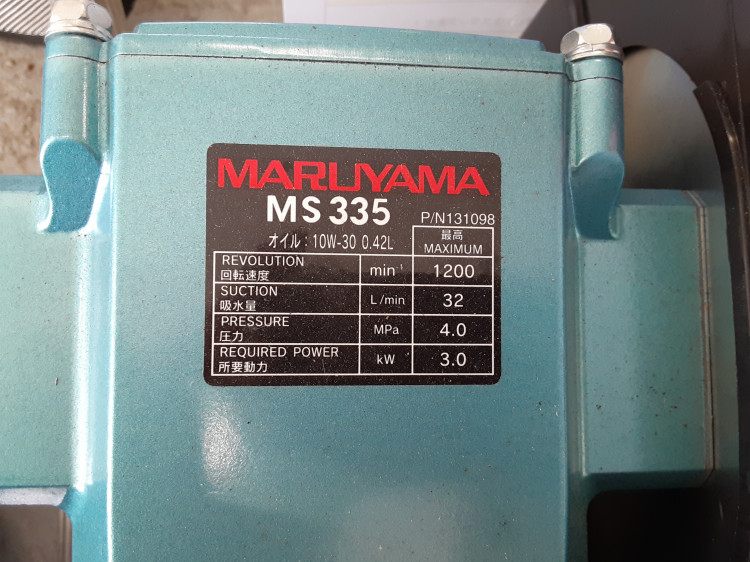 MARUYAMA
MS 335 P/N131098
オイル : 10W-30 0.42L 最高 MAXIMUM
REVOLUTION 回転速度 min⁻¹ 1200
SUCTION 吸水量 L/min 32
PRESSURE 圧力 MPa 4.0
REQUIRED POWER 所要動力 kW 3.0